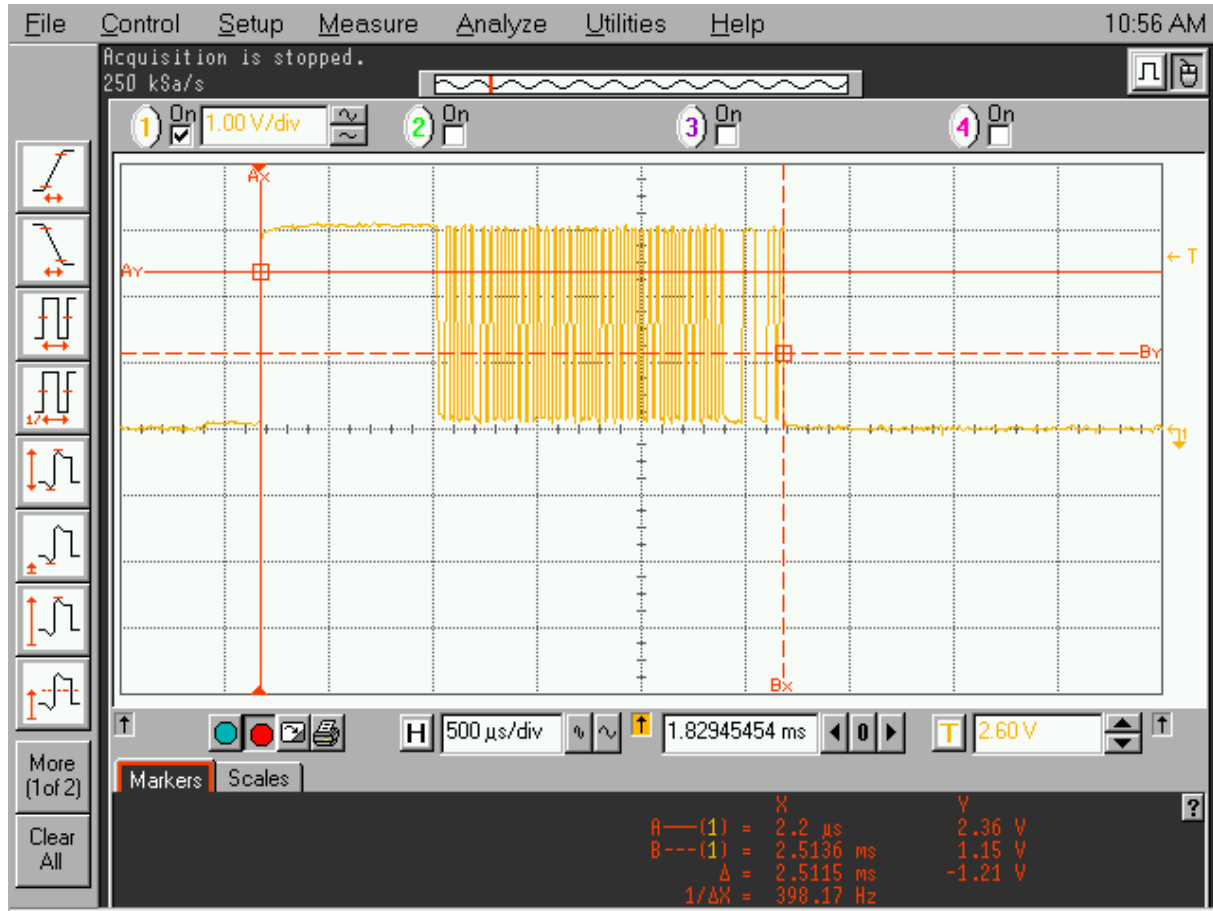 File Control Setup Measure Analyze Utilities Help 10:56 AM
Acquisition is stopped.
250 kSa/s
1 On 1.00 V/div 2 On 3 On 4 On
Ax
T
AY
BY
1
Bx
H 500 µs/div 1.82945454 ms 0 T 2.60 V
1/
More
(1of 2)
Clear
All
Markers Scales
?
X Y
A———(1) = 2.2 µs 2.36 V
B---(1) = 2.5136 ms 1.15 V
Δ = 2.5115 ms -1.21 V
1/ΔX = 398.17 Hz